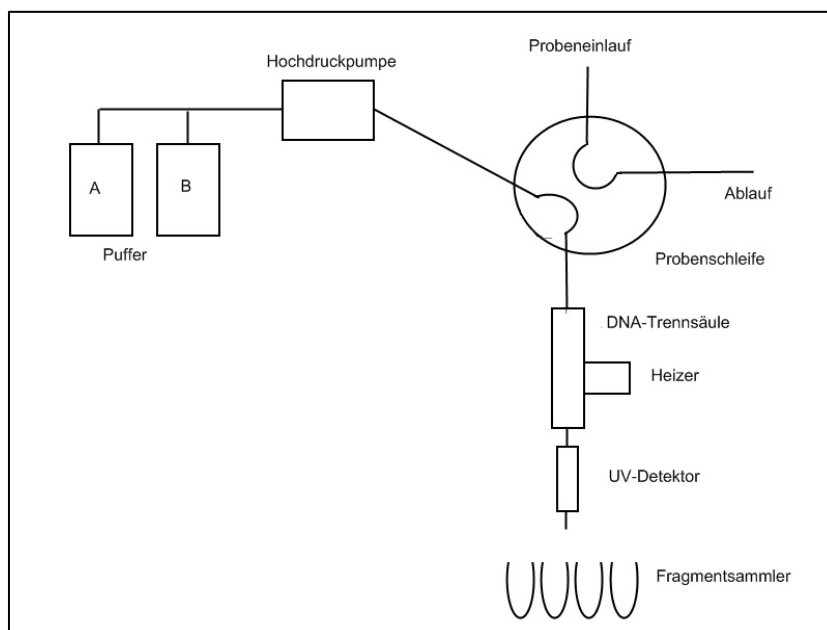 Probeneinlauf
Hochdruckpumpe
A
B
Ablauf
Puffer
Probenschleife
DNA-Trennsäule
Heizer
UV-Detektor
Fragmentsammler